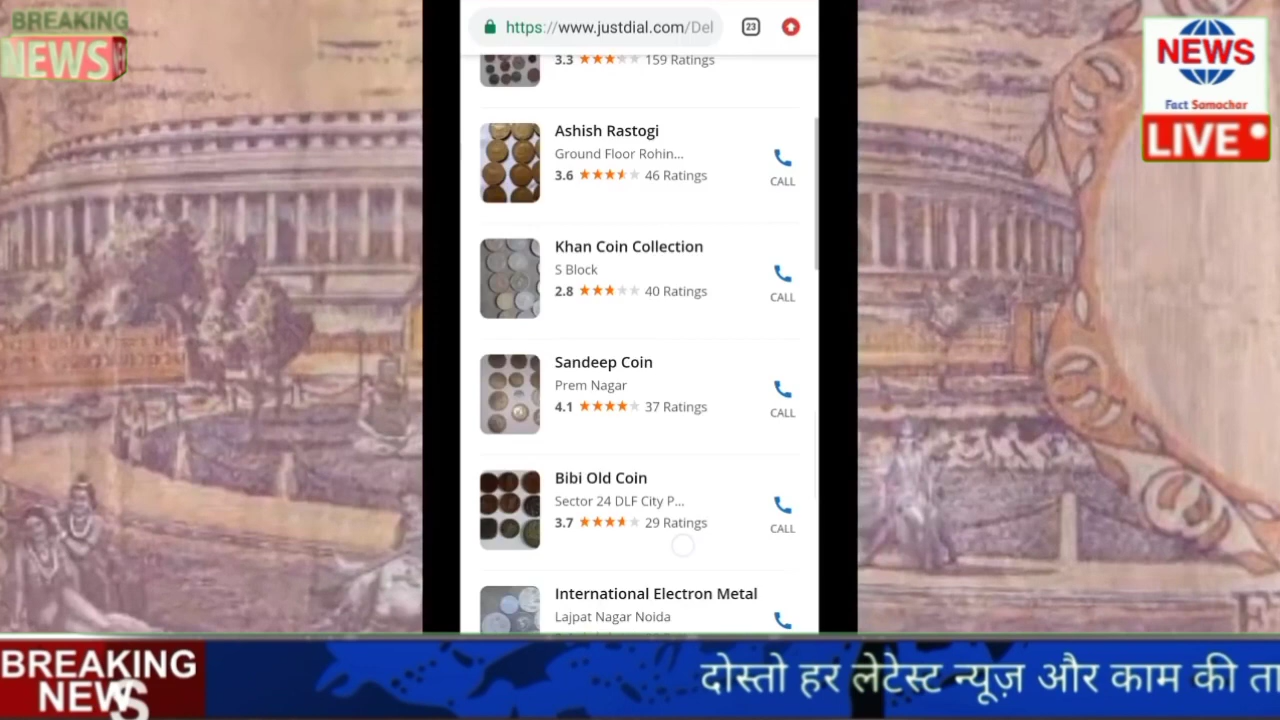 BREAKING
NEWS
NEWS
Fact Samachar
LIVE
https://www.justdial.com/Del
23
3.3 159 Ratings
Ashish Rastogi
Ground Floor Rohin...
3.6 46 Ratings
CALL
Khan Coin Collection
S Block
2.8 40 Ratings
CALL
Sandeep Coin
Prem Nagar
4.1 37 Ratings
CALL
Bibi Old Coin
Sector 24 DLF City P...
3.7 29 Ratings
CALL
International Electron Metal
Lajpat Nagar Noida
BREAKING
NEWS
दोस्तो हर लेटेस्ट न्यूज़ और काम की ता